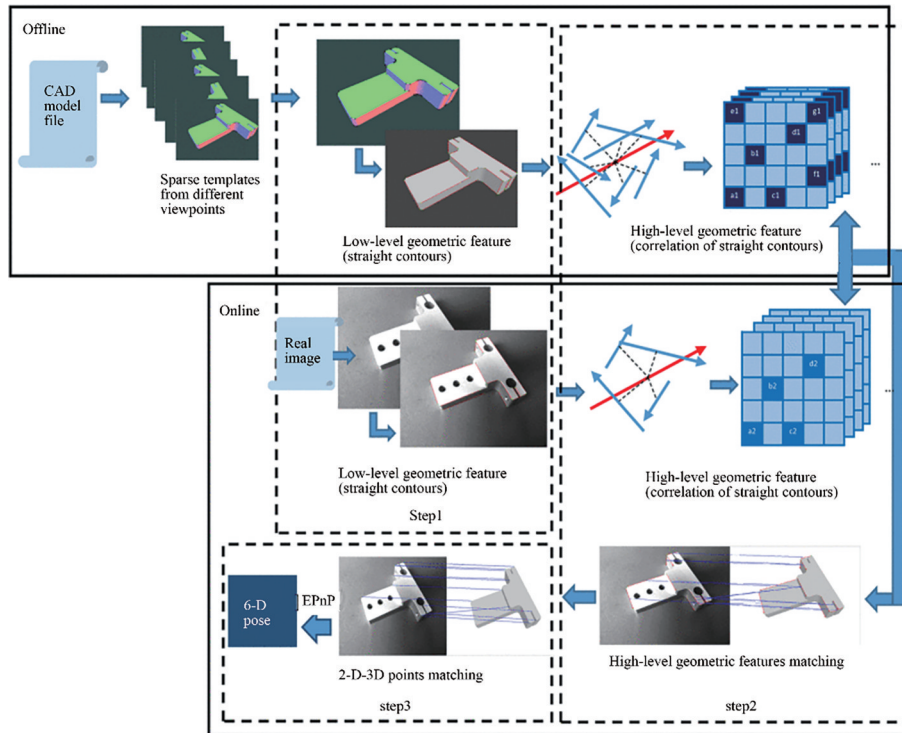 Offline
CAD
model
file
Sparse templates
from different
viewpoints
Low-level geometric feature
(straight contours)
e1
g1
d1
b1
f1
a1
c1
...
High-level geometric feature
(correlation of straight contours)
Online
Real
image
Low-level geometric feature
(straight contours)
Step1
d2
b2
a2
c2
...
High-level geometric feature
(correlation of straight contours)
6-D
pose
EPnP
2-D-3D points matching
step3
High-level geometric features matching
step2